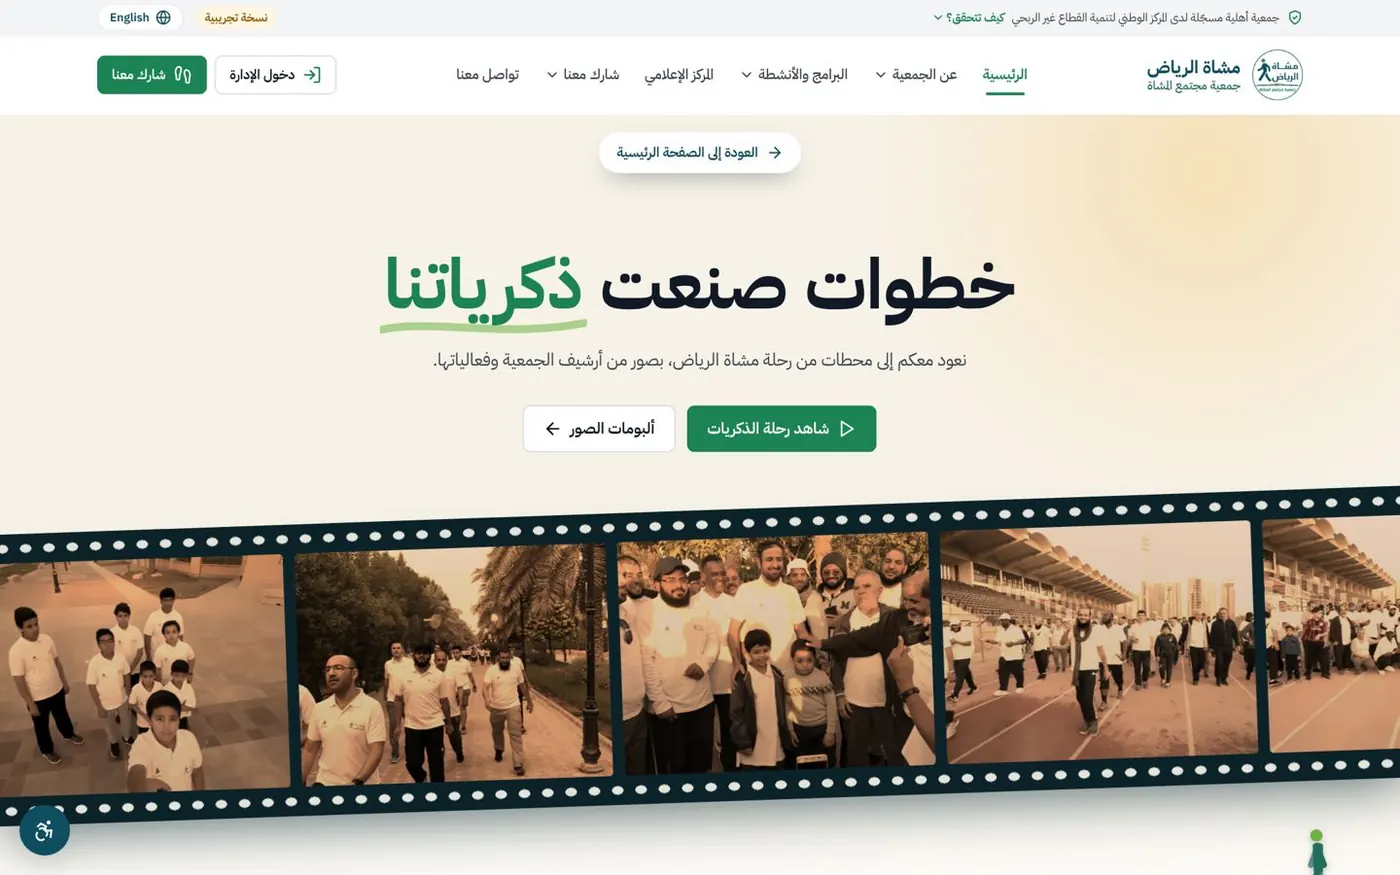 جمعية أهلية مسجّلة لدى المركز الوطني لتنمية القطاع غير الربحي كيف تتحقق؟
نسخة تجريبية
English
مشاة الرياض
جمعية مجتمع المشاة
الرئيسية
عن الجمعية
البرامج والأنشطة
المركز الإعلامي
شارك معنا
تواصل معنا
دخول الإدارة
شارك معنا
العودة إلى الصفحة الرئيسية
خطوات صنعت ذكرياتنا
نعود معكم إلى محطات من رحلة مشاة الرياض، بصور من أرشيف الجمعية وفعالياتها.
شاهد رحلة الذكريات
ألبومات الصور